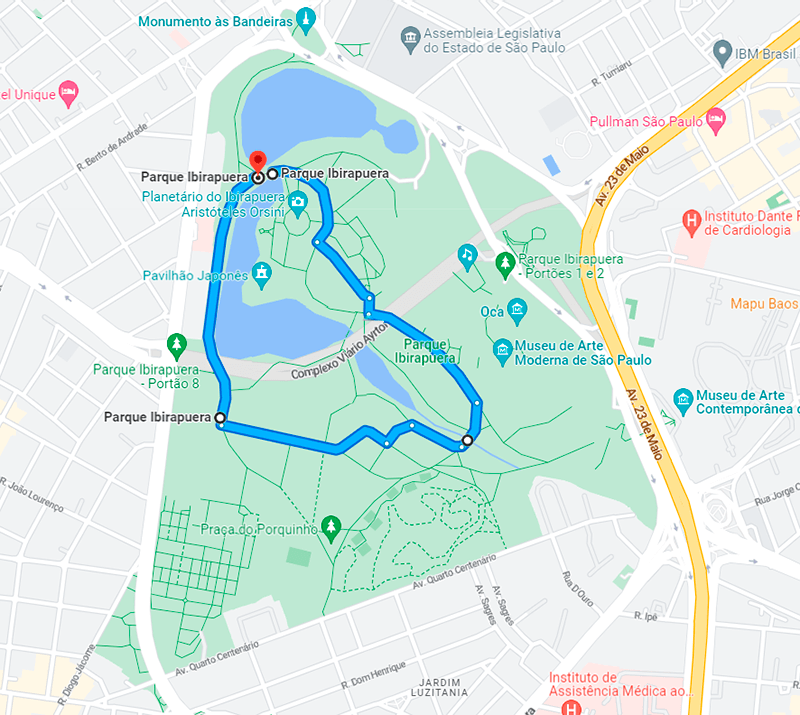 Monumento às Bandeiras
Assembleia Legislativa
do Estado de São Paulo
IBM Brasil
R. Tumiaru
el Unique
Pullman São Paulo
R. Bento de Andrade
Av. 23 de Maio
Parque Ibirapuera
Parque Ibirapuera
Planetário do Ibirapuera
Aristóteles Orsini
Instituto Dante P
de Cardiologia
Pavilhão Japonês
Parque Ibirapuera
- Portões 1 e 2
Mapu Baos
Oca
Complexo Viário Ayrton
Parque
Ibirapuera
Museu de Arte
Moderna de São Paulo
Parque Ibirapuera
- Portão 8
Museu de Arte
Contemporânea d
Av. 23 de Maio
Parque Ibirapuera
R. João Lourenço
Rua Jorge C
Praça do Porquinho
Av. Quarto Centenário
Rua D'Ouro
Av. Sagres
Av. Sagres
R. Ipê
Av. Quarto Centenário
R. Diogo Jácome
R. Dom Henrique
JARDIM
LUZITANIA
Instituto de
Assistência Médica ao...